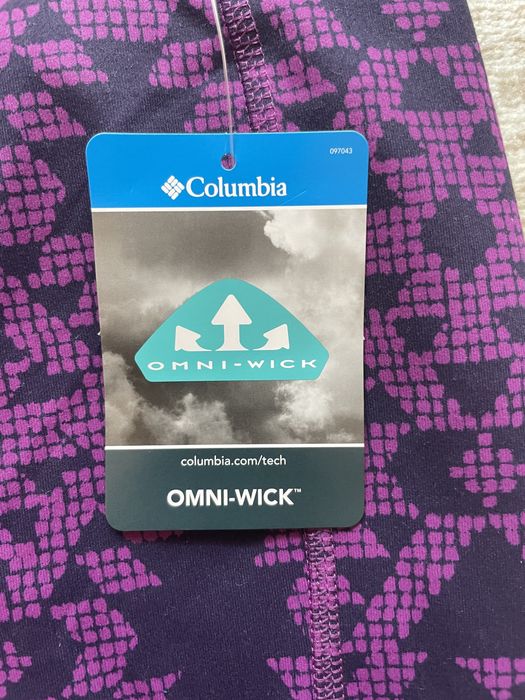 097043
Columbia
OMNI-WICK
columbia.com/tech
OMNI-WICK™